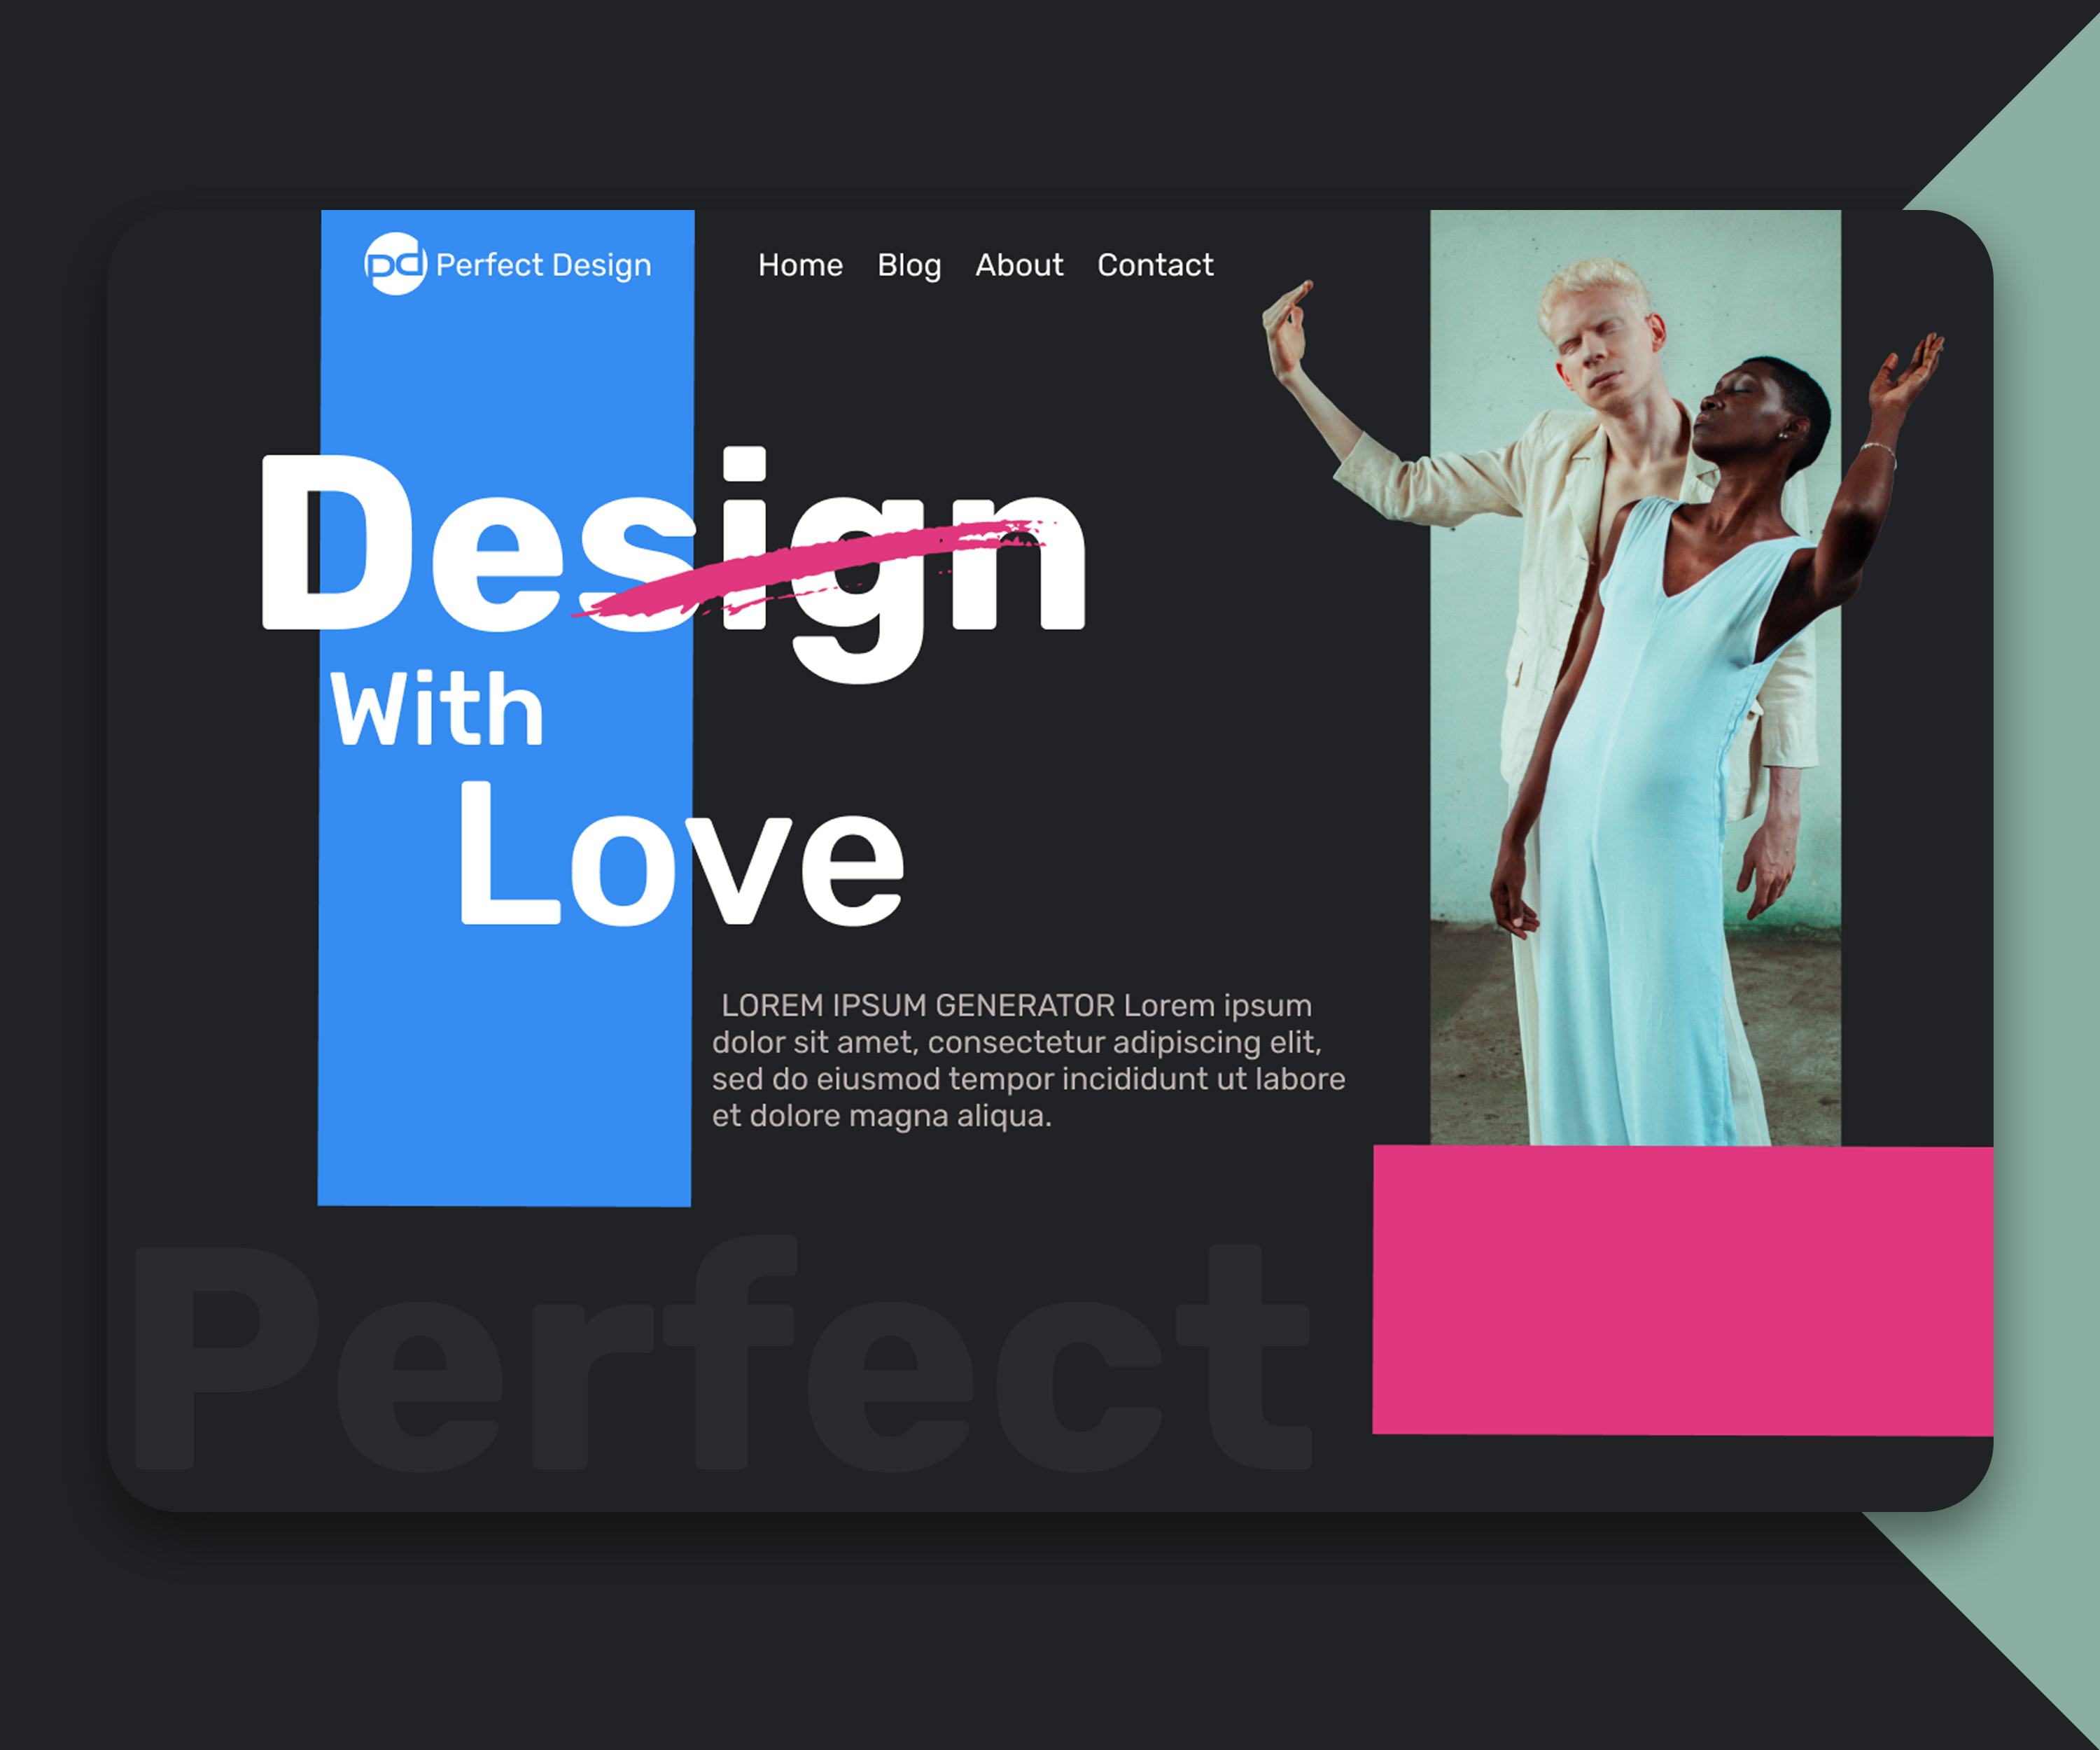 pd Perfect Design
Home Blog About Contact
Design
With
Love
LOREM IPSUM GENERATOR Lorem ipsum
dolor sit amet, consectetur adipiscing elit,
sed do eiusmod tempor incididunt ut labore
et dolore magna aliqua.
Perfect